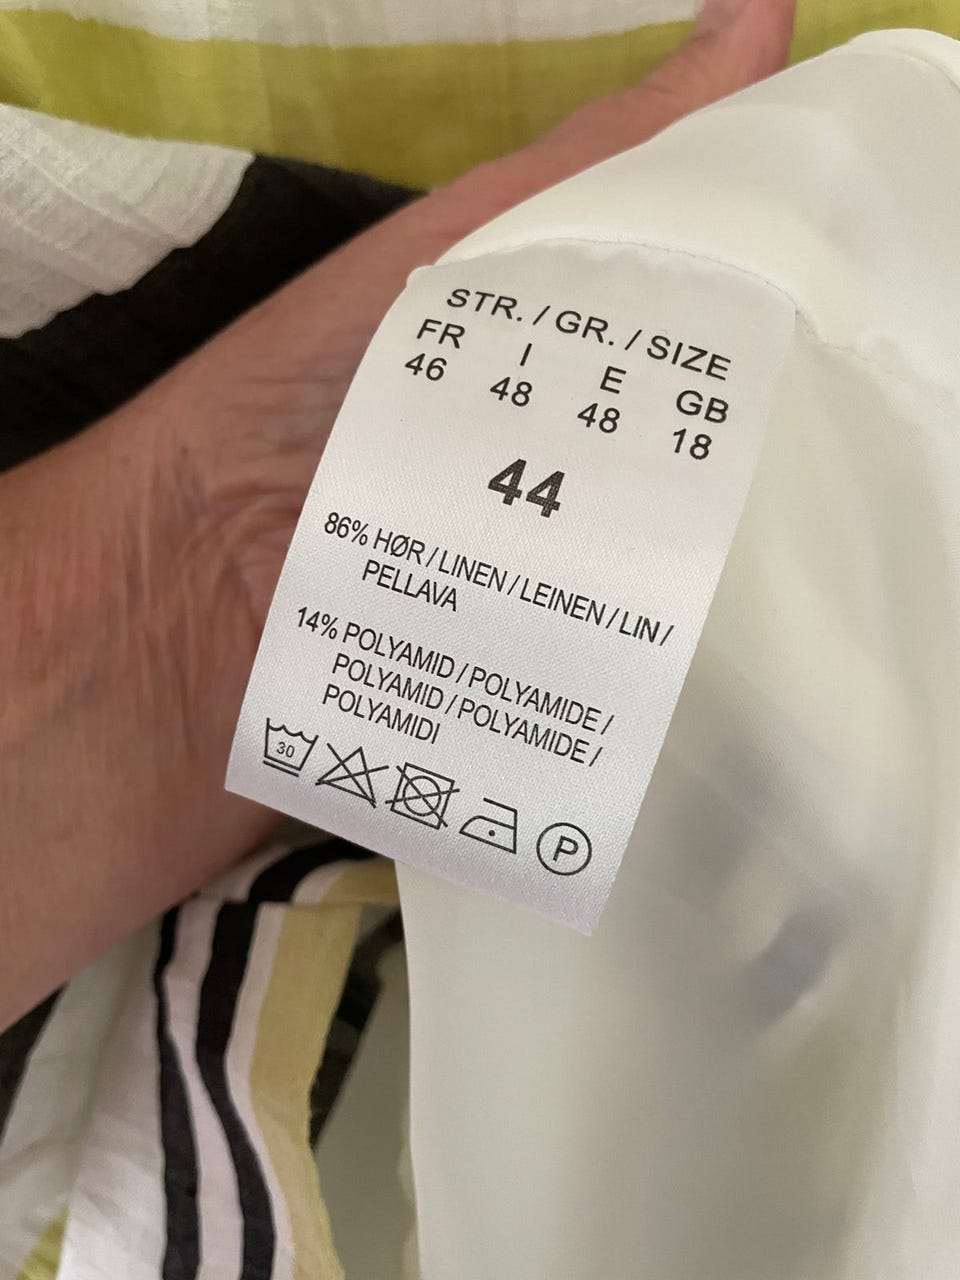 STR. / GR. / SIZE
FR I E GB
46 48 48 18
44
86% HØR / LINEN / LEINEN / LIN /
PELLAVA
14% POLYAMID / POLYAMIDE /
POLYAMID / POLYAMIDE /
POLYAMIDI
30
P